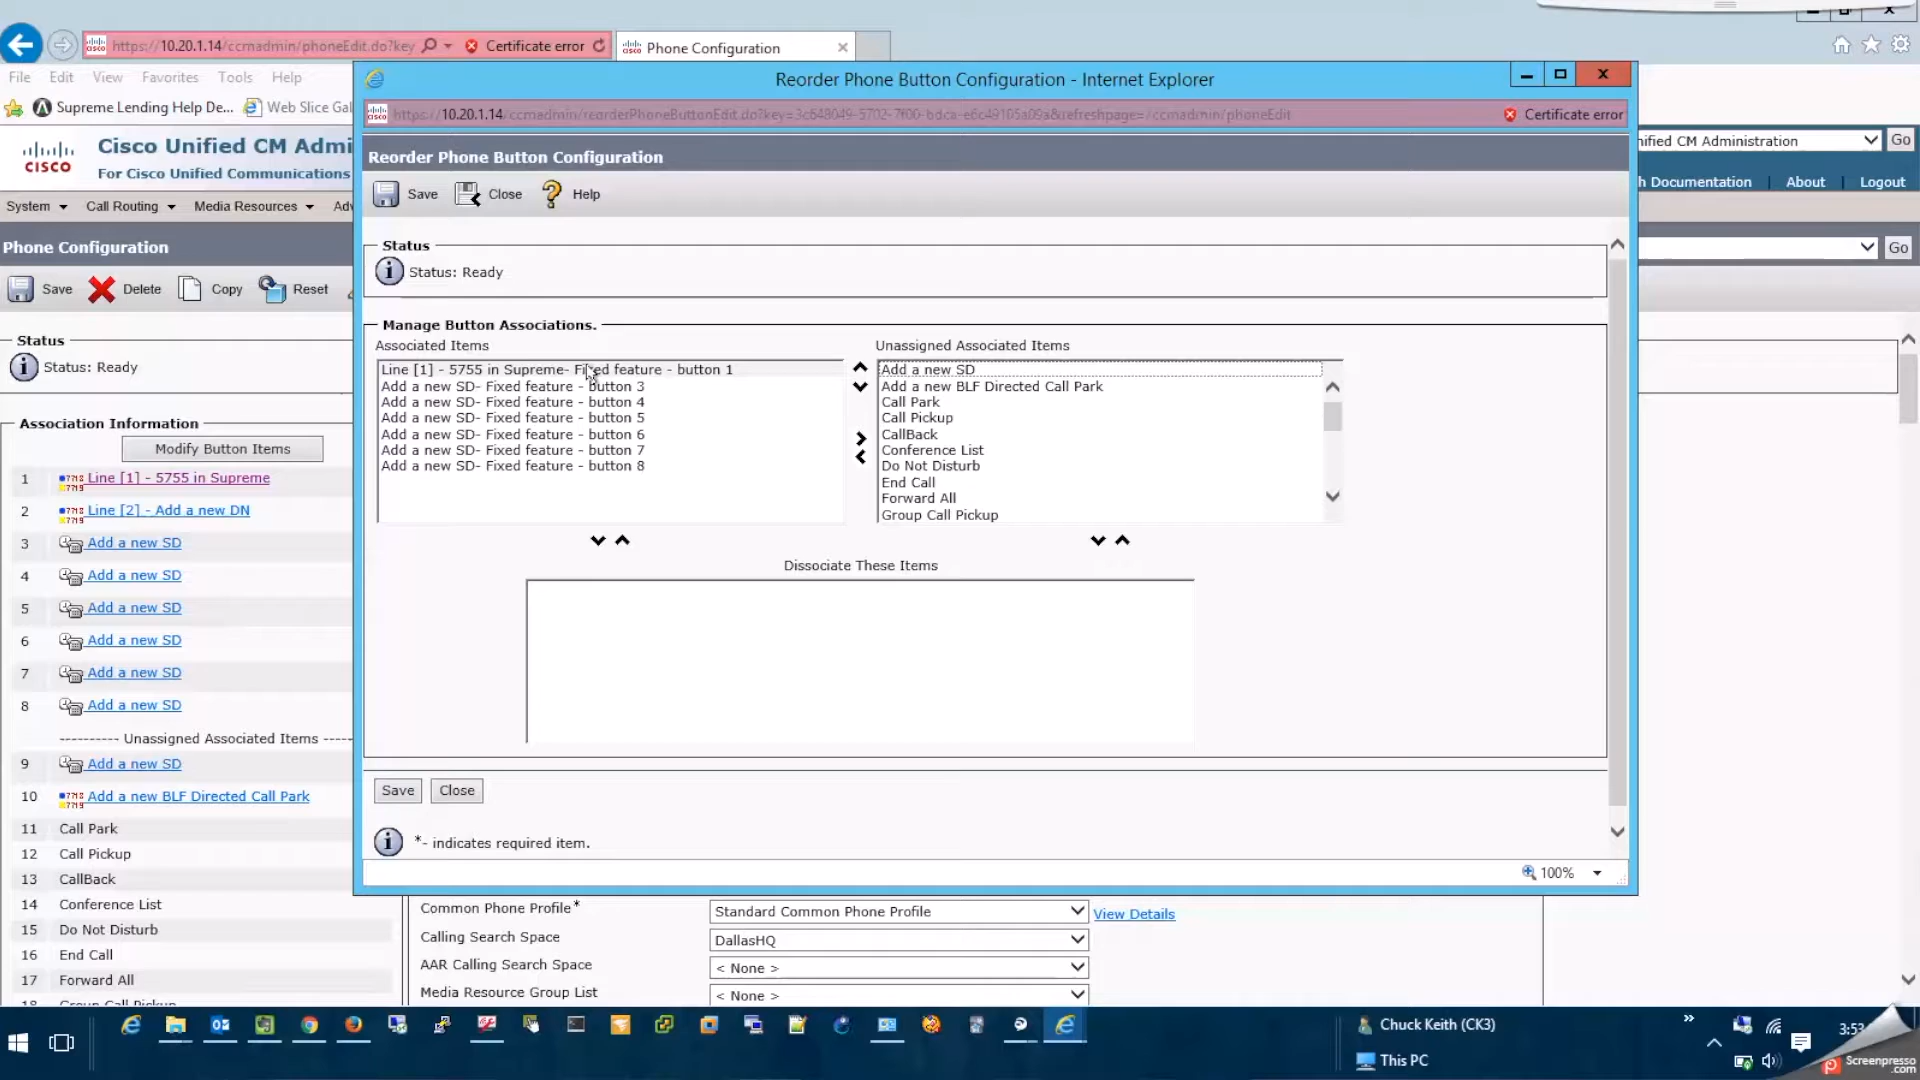 https://10.20.1.14/ccmadmin/phoneEdit.do?key
Certificate error
Phone Configuration
File Edit View Favorites Tools Help
Supreme Lending Help De...
Web Slice Gal
CISCO
Cisco Unified CM Admi
For Cisco Unified Communications
nified CM Administration
Go
h Documentation | About | Logout
System Call Routing Media Resources Ad
Phone Configuration
Go
Save Delete Copy Reset
Status
Status: Ready
Association Information
Modify Button Items
1 Line [1] - 5755 in Supreme
2 Line [2] - Add a new DN
3 Add a new SD
4 Add a new SD
5 Add a new SD
6 Add a new SD
7 Add a new SD
8 Add a new SD
---------- Unassigned Associated Items -----
9 Add a new SD
10 Add a new BLF Directed Call Park
11 Call Park
12 Call Pickup
13 CallBack
14 Conference List
15 Do Not Disturb
16 End Call
17 Forward All
18 Group Call Pickup
Reorder Phone Button Configuration - Internet Explorer
Certificate error
Reorder Phone Button Configuration
Save Close Help
Status
Status: Ready
Manage Button Associations.
Associated Items
Line [1] - 5755 in Supreme- Fixed feature - button 1
Add a new SD- Fixed feature - button 3
Add a new SD- Fixed feature - button 4
Add a new SD- Fixed feature - button 5
Add a new SD- Fixed feature - button 6
Add a new SD- Fixed feature - button 7
Add a new SD- Fixed feature - button 8
Unassigned Associated Items
Add a new SD
Add a new BLF Directed Call Park
Call Park
Call Pickup
CallBack
Conference List
Do Not Disturb
End Call
Forward All
Group Call Pickup
Dissociate These Items
Save Close
*- indicates required item.
100%
Common Phone Profile* Standard Common Phone Profile View Details
Calling Search Space DallasHQ
AAR Calling Search Space < None >
Media Resource Group List < None >
Chuck Keith (CK3)
This PC
3:53
Screenpresso
.com